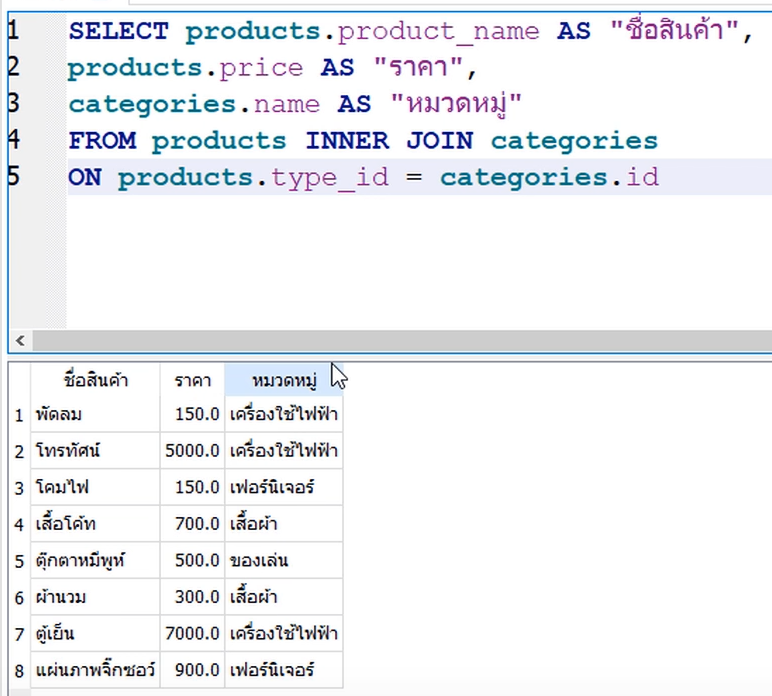 1 SELECT products.product_name AS "ชื่อสินค้า",
2 products.price AS "ราคา",
3 categories.name AS "หมวดหมู่"
4 FROM products INNER JOIN categories
5 ON products.type_id = categories.id
ชื่อสินค้า ราคา หมวดหมู่
1 พัดลม 150.0 เครื่องใช้ไฟฟ้า
2 โทรทัศน์ 5000.0 เครื่องใช้ไฟฟ้า
3 โคมไฟ 150.0 เฟอร์นิเจอร์
4 เสื้อโค้ท 700.0 เสื้อผ้า
5 ตุ๊กตาหมีพูห์ 500.0 ของเล่น
6 ผ้านวม 300.0 เสื้อผ้า
7 ตู้เย็น 7000.0 เครื่องใช้ไฟฟ้า
8 แผ่นภาพจิ๊กซอว์ 900.0 เฟอร์นิเจอร์